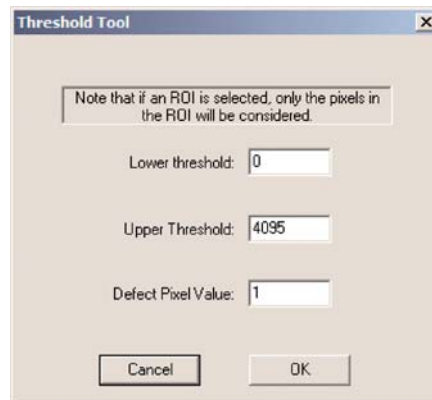 Threshold Tool
Note that if an ROI is selected, only the pixels in
the ROI will be considered.
Lower threshold: 0
Upper Threshold: 4095
Defect Pixel Value: 1
Cancel OK